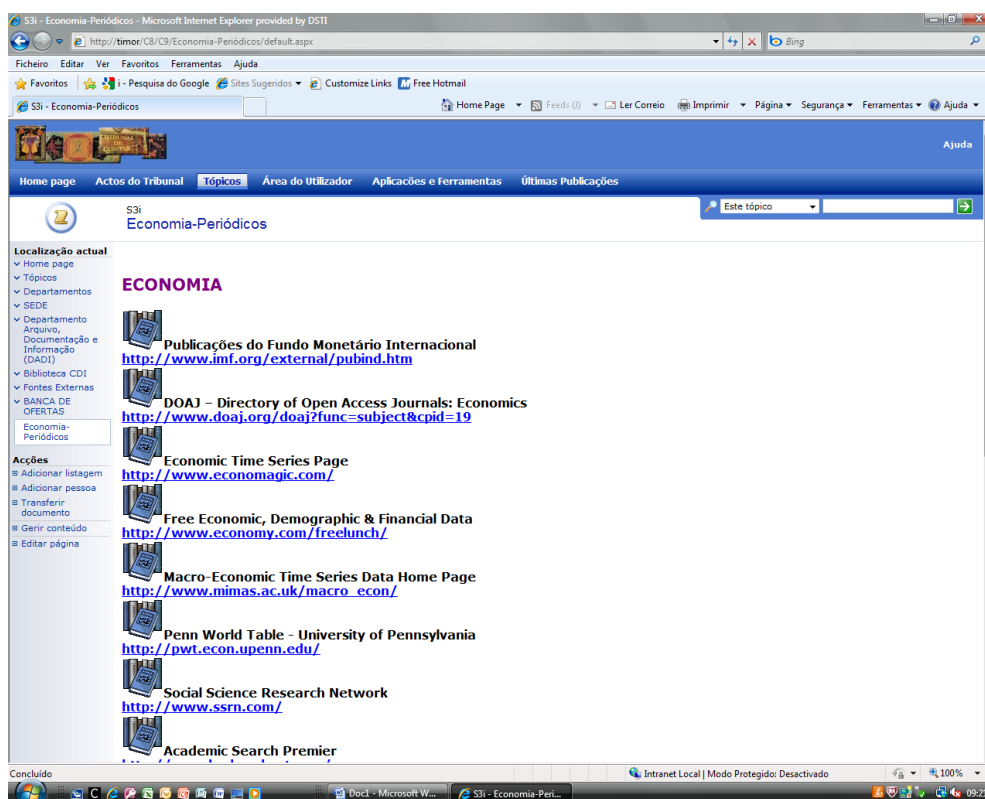 S3i - Economia-Periódicos - Microsoft Internet Explorer provided by DSTI
http://timor/C8/C9/Economia-Periódicos/default.aspx
Bing
Ficheiro Editar Ver Favoritos Ferramentas Ajuda
Favoritos i - Pesquisa do Google Sites Sugeridos Customize Links Free Hotmail
S3i - Economia-Periódicos
Home Page Feeds (J) Ler Correio Imprimir Página Segurança Ferramentas Ajuda
TRIBUNAL DE CONTAS
Ajuda
Home page Actos do Tribunal Tópicos Área do Utilizador Aplicacões e Ferramentas Últimas Publicações
S3i
Economia-Periódicos
Este tópico
Localização actual
Home page
Tópicos
Departamentos
SEDE
Departamento
Arquivo,
Documentação e
Informação
(DADI)
Biblioteca CDI
Fontes Externas
BANCA DE
OFERTAS
Economia-
Periódicos
Acções
Adicionar listagem
Adicionar pessoa
Transferir
documento
Gerir conteúdo
Editar página
ECONOMIA
Publicações do Fundo Monetário Internacional
http://www.imf.org/external/pubind.htm
DOAJ – Directory of Open Access Journals: Economics
http://www.doaj.org/doaj?func=subject&cpid=19
Economic Time Series Page
http://www.economagic.com/
Free Economic, Demographic & Financial Data
http://www.economy.com/freelunch/
Macro-Economic Time Series Data Home Page
http://www.mimas.ac.uk/macro_econ/
Penn World Table - University of Pennsylvania
http://pwt.econ.upenn.edu/
Social Science Research Network
http://www.ssrn.com/
Academic Search Premier
Concluído
Intranet Local | Modo Protegido: Desactivado
100%
Doc1 - Microsoft W...
S3i - Economia-Peri...
09:2